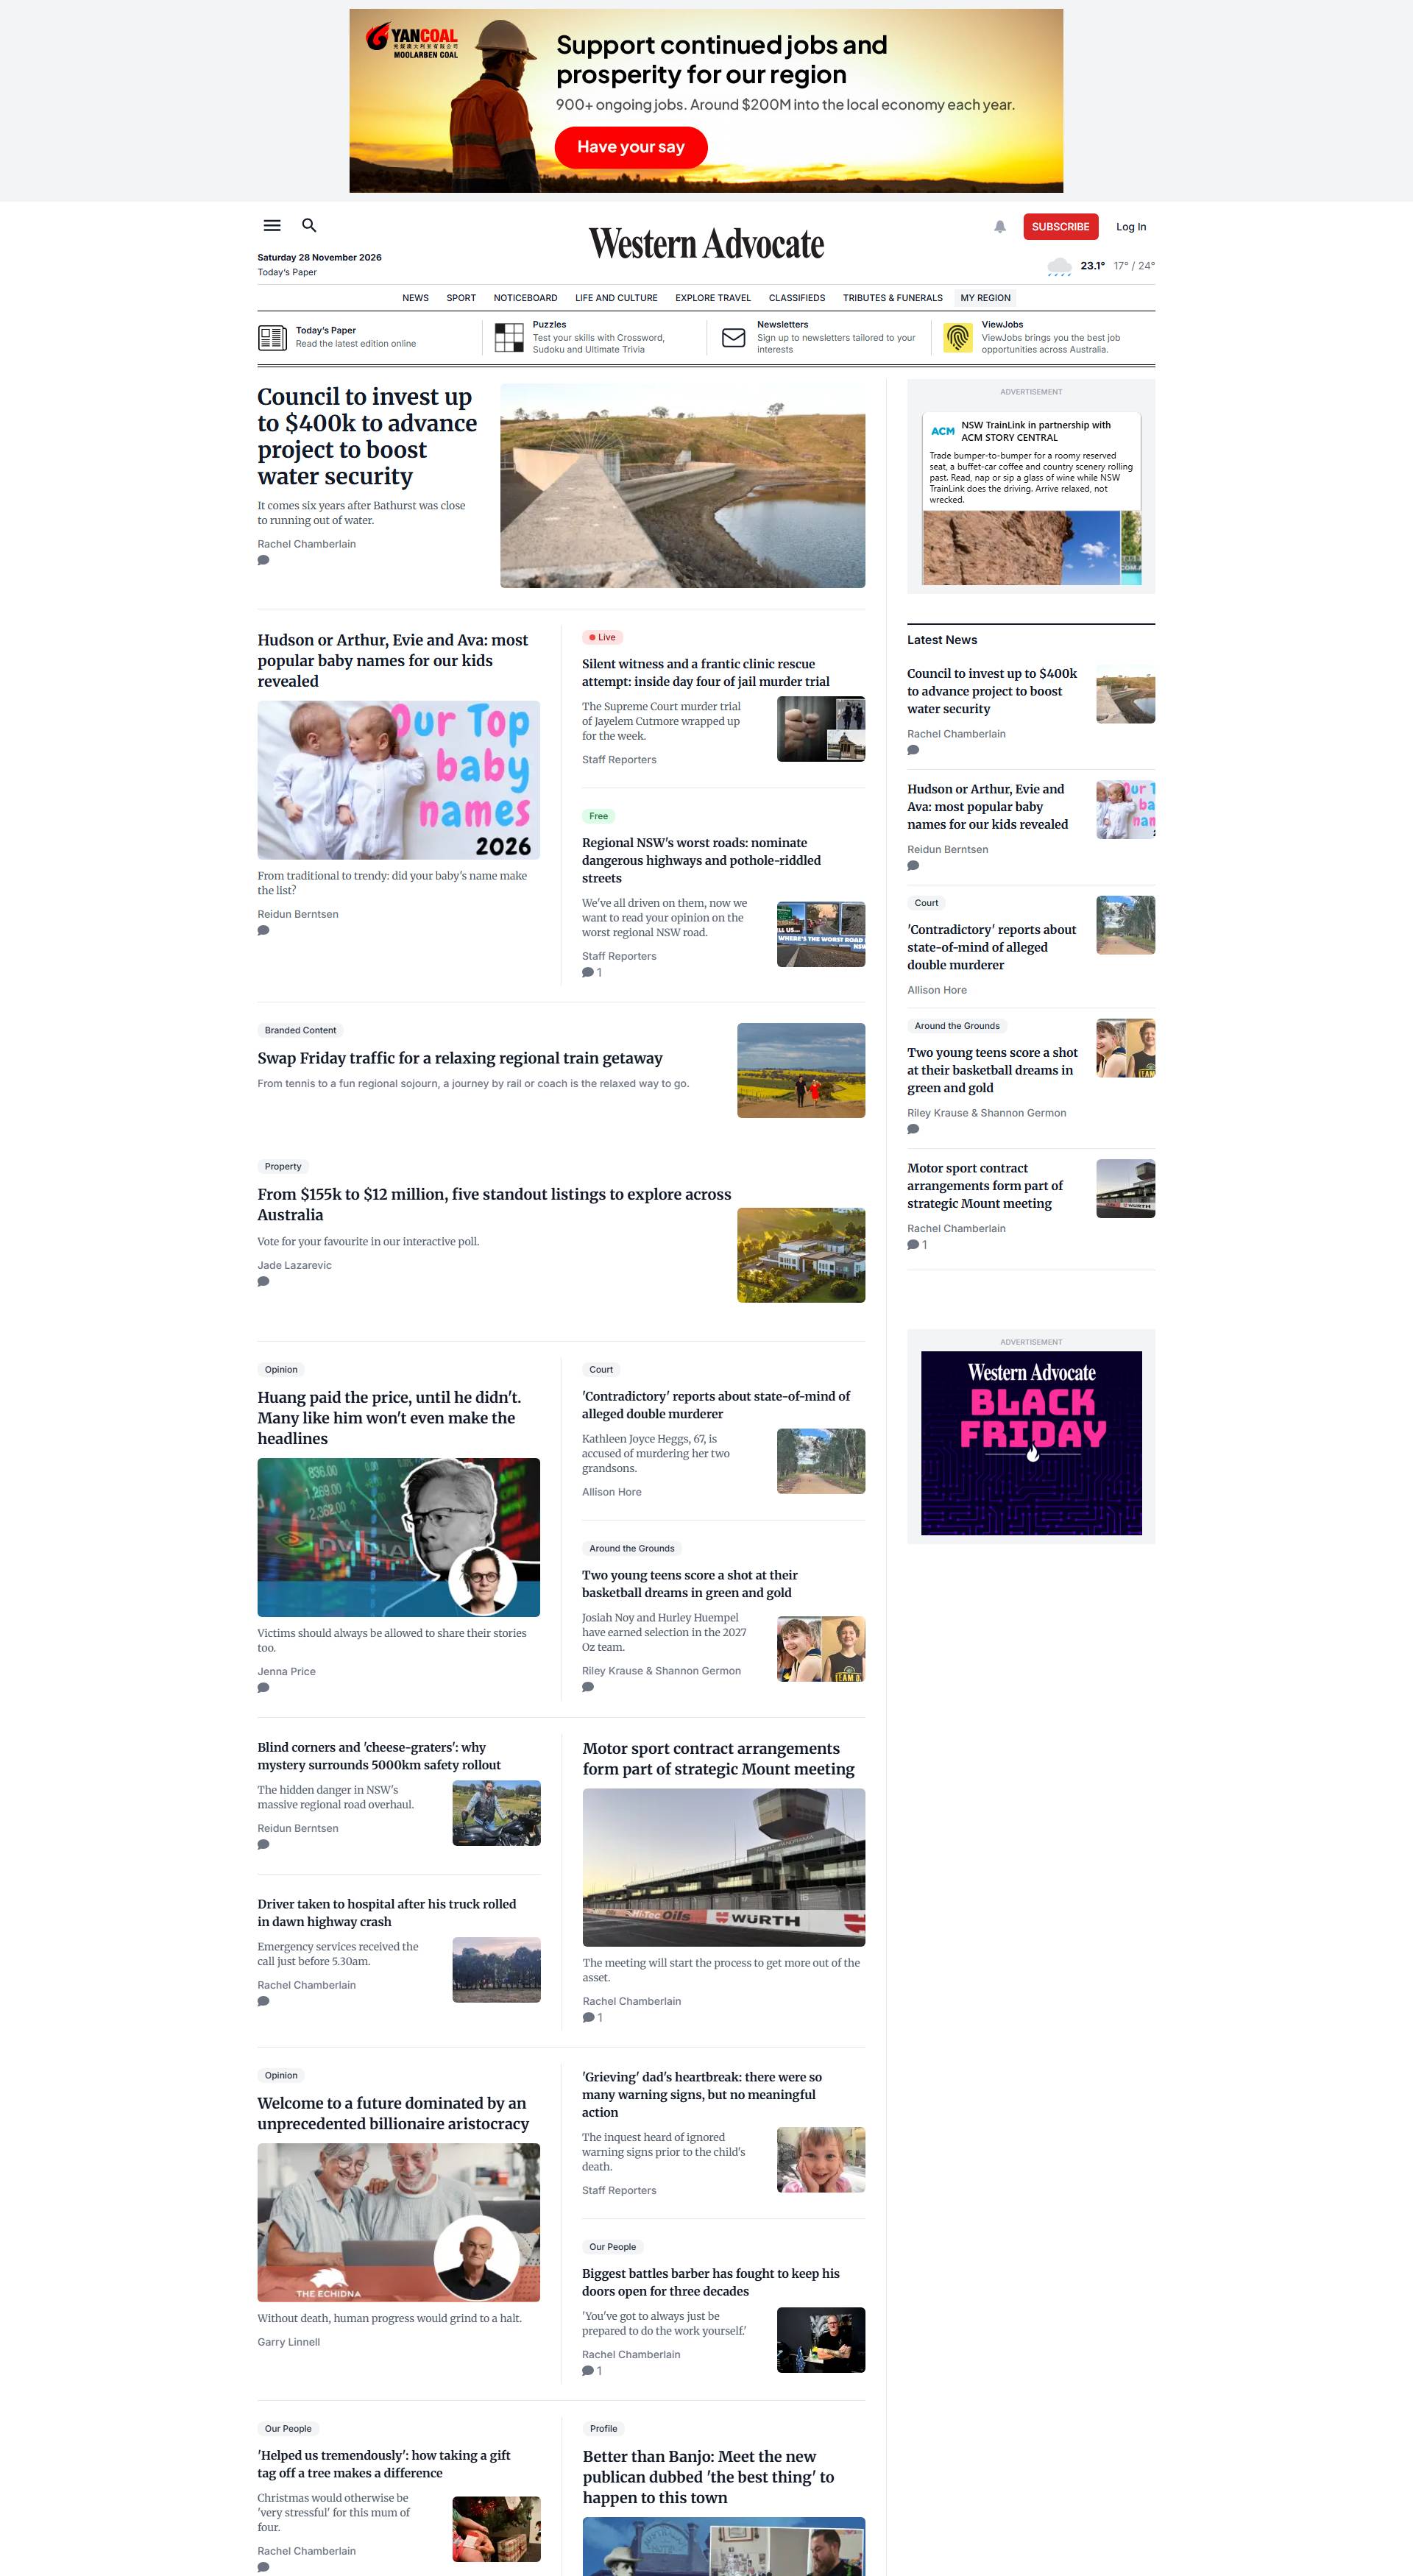 YANCOAL
MOOLARBEN COAL
Support continued jobs and
prosperity for our region
900+ ongoing jobs. Around $200M into the local economy each year.
Have your say
Western Advocate
SUBSCRIBE
Log In
Saturday 28 November 2026
Today's Paper
23.1° 17° / 24°
NEWS SPORT NOTICEBOARD LIFE AND CULTURE EXPLORE TRAVEL CLASSIFIEDS TRIBUTES & FUNERALS MY REGION
Today's Paper
Read the latest edition online
Puzzles
Test your skills with Crossword,
Sudoku and Ultimate Trivia
Newsletters
Sign up to newsletters tailored to your
interests
ViewJobs
ViewJobs brings you the best job
opportunities across Australia.
Council to invest up
to $400k to advance
project to boost
water security
It comes six years after Bathurst was close
to running out of water.
Rachel Chamberlain
Hudson or Arthur, Evie and Ava: most
popular baby names for our kids
revealed
Our Top
baby
names
2026
From traditional to trendy: did your baby's name make
the list?
Reidun Berntsen
Live
Silent witness and a frantic clinic rescue
attempt: inside day four of jail murder trial
The Supreme Court murder trial
of Jayelem Cutmore wrapped up
for the week.
Staff Reporters
Free
Regional NSW's worst roads: nominate
dangerous highways and pothole-riddled
streets
We've all driven on them, now we
want to read your opinion on the
worst regional NSW road.
LL US...
WHERE'S THE WORST ROAD
NSW
Staff Reporters
1
Branded Content
Swap Friday traffic for a relaxing regional train getaway
From tennis to a fun regional sojourn, a journey by rail or coach is the relaxed way to go.
Property
From $155k to $12 million, five standout listings to explore across
Australia
Vote for your favourite in our interactive poll.
Jade Lazarevic
Opinion
Huang paid the price, until he didn't.
Many like him won't even make the
headlines
836.00
1,269.00
2,362.00
NVIDIA
Victims should always be allowed to share their stories
too.
Jenna Price
Court
'Contradictory' reports about state-of-mind of
alleged double murderer
Kathleen Joyce Heggs, 67, is
accused of murdering her two
grandsons.
Allison Hore
Around the Grounds
Two young teens score a shot at their
basketball dreams in green and gold
Josiah Noy and Hurley Huempel
have earned selection in the 2027
Oz team.
TEAM
Riley Krause & Shannon Germon
Blind corners and 'cheese-graters': why
mystery surrounds 5000km safety rollout
The hidden danger in NSW's
massive regional road overhaul.
Reidun Berntsen
Driver taken to hospital after his truck rolled
in dawn highway crash
Emergency services received the
call just before 5.30am.
Rachel Chamberlain
Motor sport contract arrangements
form part of strategic Mount meeting
Hi-Tec Oils
WÜRTH
The meeting will start the process to get more out of the
asset.
Rachel Chamberlain
1
Opinion
Welcome to a future dominated by an
unprecedented billionaire aristocracy
THE ECHIDNA
Without death, human progress would grind to a halt.
Garry Linnell
'Grieving' dad's heartbreak: there were so
many warning signs, but no meaningful
action
The inquest heard of ignored
warning signs prior to the child's
death.
Staff Reporters
Our People
Biggest battles barber has fought to keep his
doors open for three decades
'You've got to always just be
prepared to do the work yourself.'
Rachel Chamberlain
1
Our People
'Helped us tremendously': how taking a gift
tag off a tree makes a difference
Christmas would otherwise be
'very stressful' for this mum of
four.
Rachel Chamberlain
Profile
Better than Banjo: Meet the new
publican dubbed 'the best thing' to
happen to this town
ADVERTISEMENT
ACM
NSW TrainLink in partnership with
ACM STORY CENTRAL
Trade bumper-to-bumper for a roomy reserved
seat, a buffet-car coffee and country scenery rolling
past. Read, nap or sip a glass of wine while NSW
TrainLink does the driving. Arrive relaxed, not
wrecked.
Latest News
Council to invest up to $400k
to advance project to boost
water security
Rachel Chamberlain
Hudson or Arthur, Evie and
Ava: most popular baby
names for our kids revealed
Reidun Berntsen
Court
'Contradictory' reports about
state-of-mind of alleged
double murderer
Allison Hore
Around the Grounds
Two young teens score a shot
at their basketball dreams in
green and gold
Riley Krause & Shannon Germon
Motor sport contract
arrangements form part of
strategic Mount meeting
WÜRTH
Rachel Chamberlain
1
ADVERTISEMENT
Western Advocate
BLACK
FRIDAY